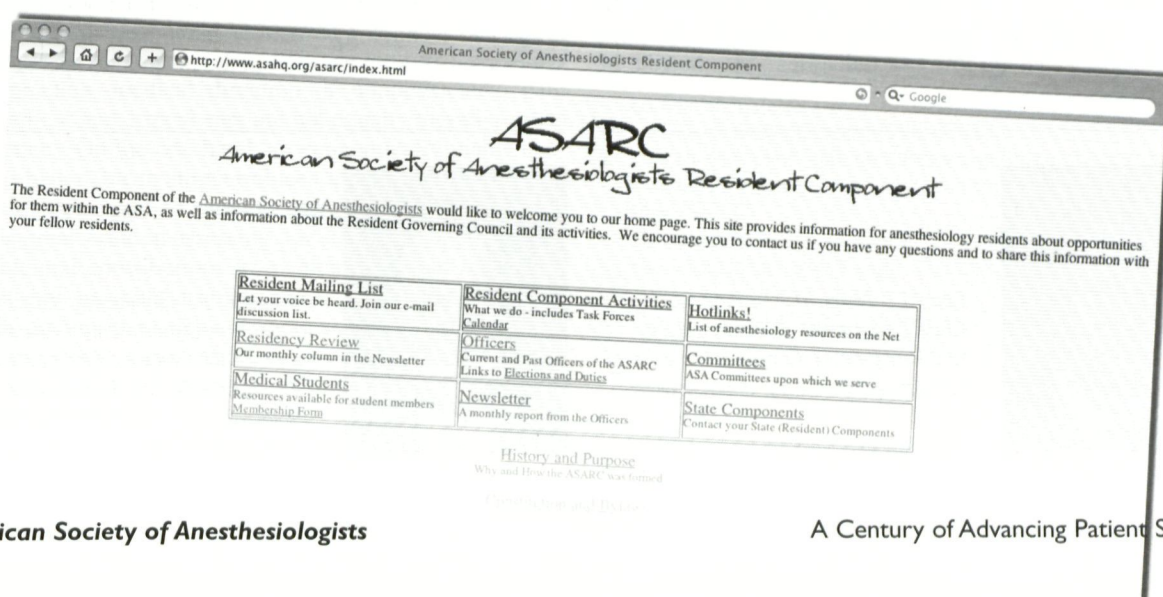 American Society of Anesthesiologists Resident Component
http://www.asahq.org/asarc/index.html
Google
ASARC
American Society of Anesthesiologists Resident Component
The Resident Component of the American Society of Anesthesiologists would like to welcome you to our home page. This site provides information for anesthesiology residents about opportunities
for them within the ASA, as well as information about the Resident Governing Council and its activities. We encourage you to contact us if you have any questions and to share this information with
your fellow residents.
Resident Mailing List
Let your voice be heard. Join our e-mail
discussion list.
Resident Component Activities
What we do - includes Task Forces
Calendar
Hotlinks!
List of anesthesiology resources on the Net
Residency Review
Our monthly column in the Newsletter
Officers
Current and Past Officers of the ASARC
Links to Elections and Duties
Committees
ASA Committees upon which we serve
Medical Students
Resources available for student members
Membership Form
Newsletter
A monthly report from the Officers
State Components
Contact your State (Resident) Components
History and Purpose
Why and How the ASARC was formed
ican Society of Anesthesiologists
A Century of Advancing Patient S